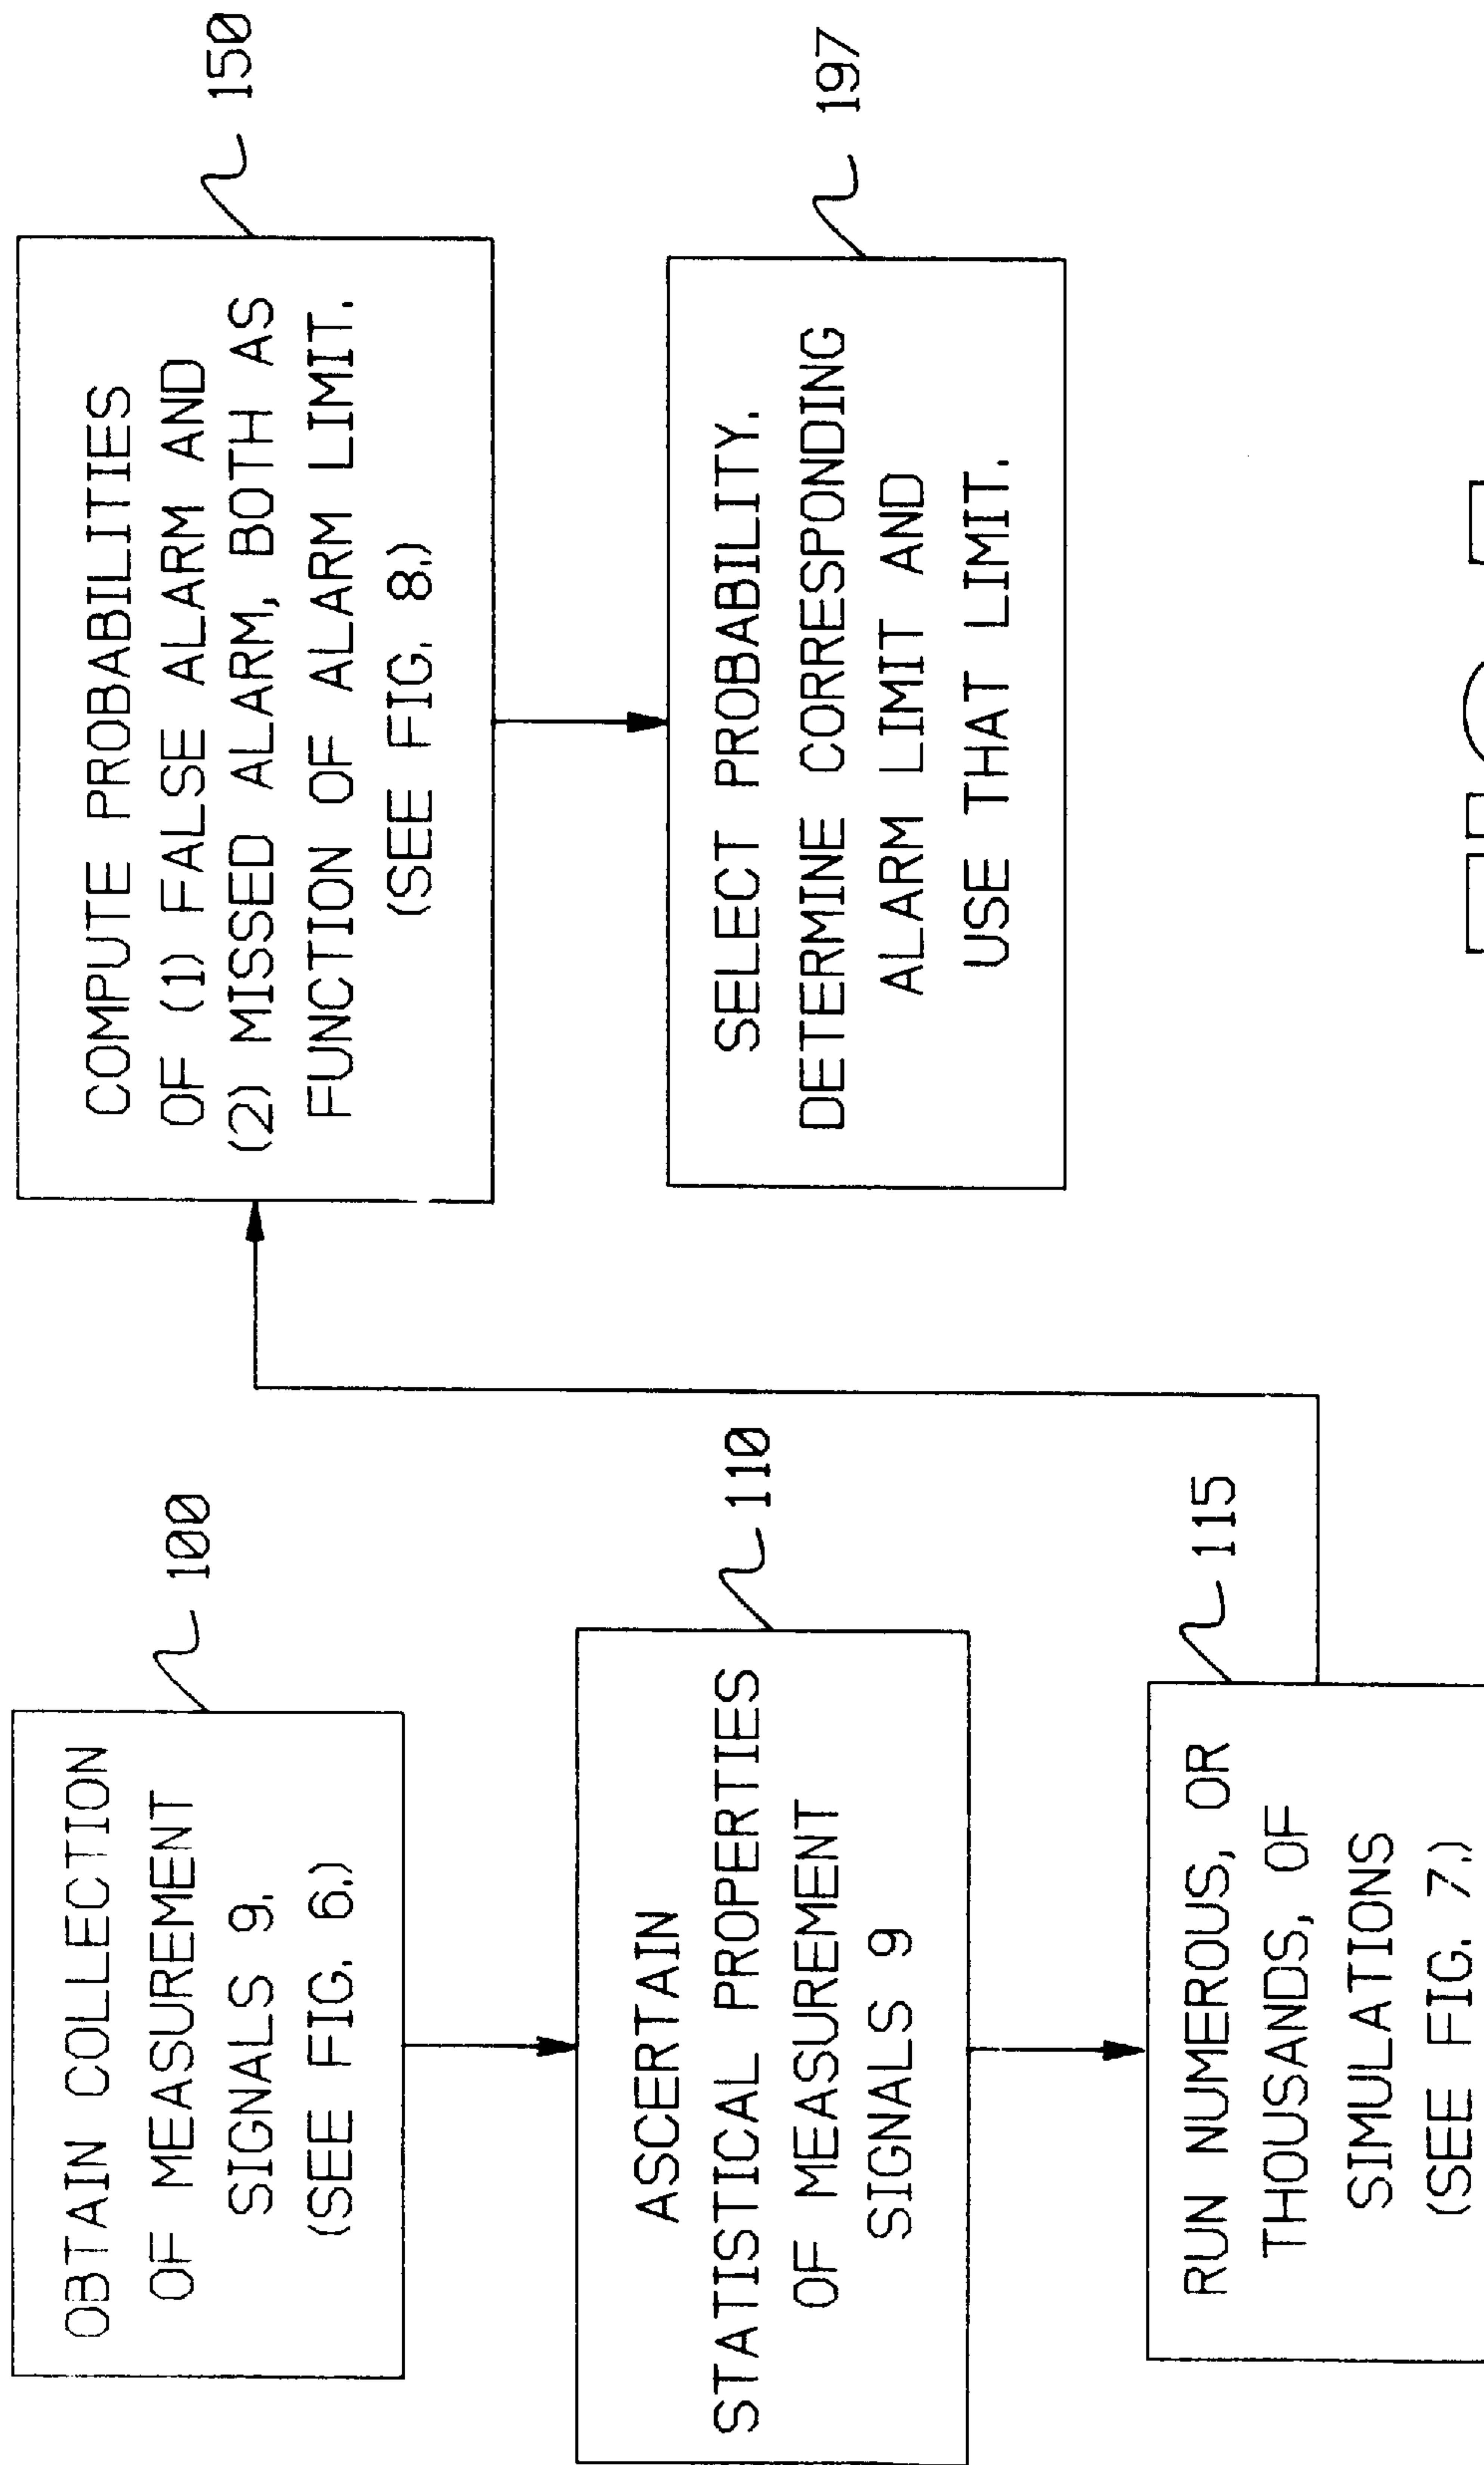 OBTAIN COLLECTION
OF MEASUREMENT
SIGNALS 9.
(SEE FIG. 6.)
100
ASCERTAIN
STATISTICAL PROPERTIES
OF MEASUREMENT
SIGNALS 9
110
RUN NUMEROUS, OR
THOUSANDS, OF
SIMULATIONS
(SEE FIG. 7.)
115
COMPUTE PROBABILITIES
OF (1) FALSE ALARM AND
(2) MISSED ALARM, BOTH AS
FUNCTION OF ALARM LIMIT.
(SEE FIG. 8.)
150
SELECT PROBABILITY.
DETERMINE CORRESPONDING
ALARM LIMIT AND
USE THAT LIMIT.
197